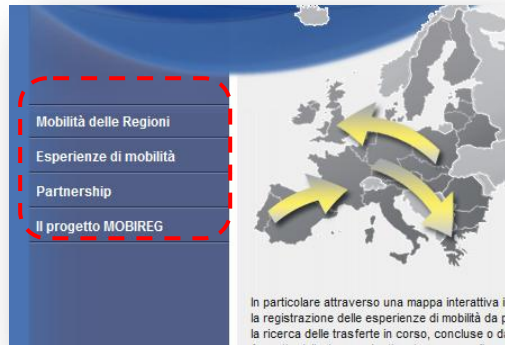 Mobilità delle Regioni
Esperienze di mobilità
Partnership
Il progetto MOBIREG
In particolare attraverso una mappa interattiva
la registrazione delle esperienze di mobilità da
la ricerca delle trasferte in corso, concluse o